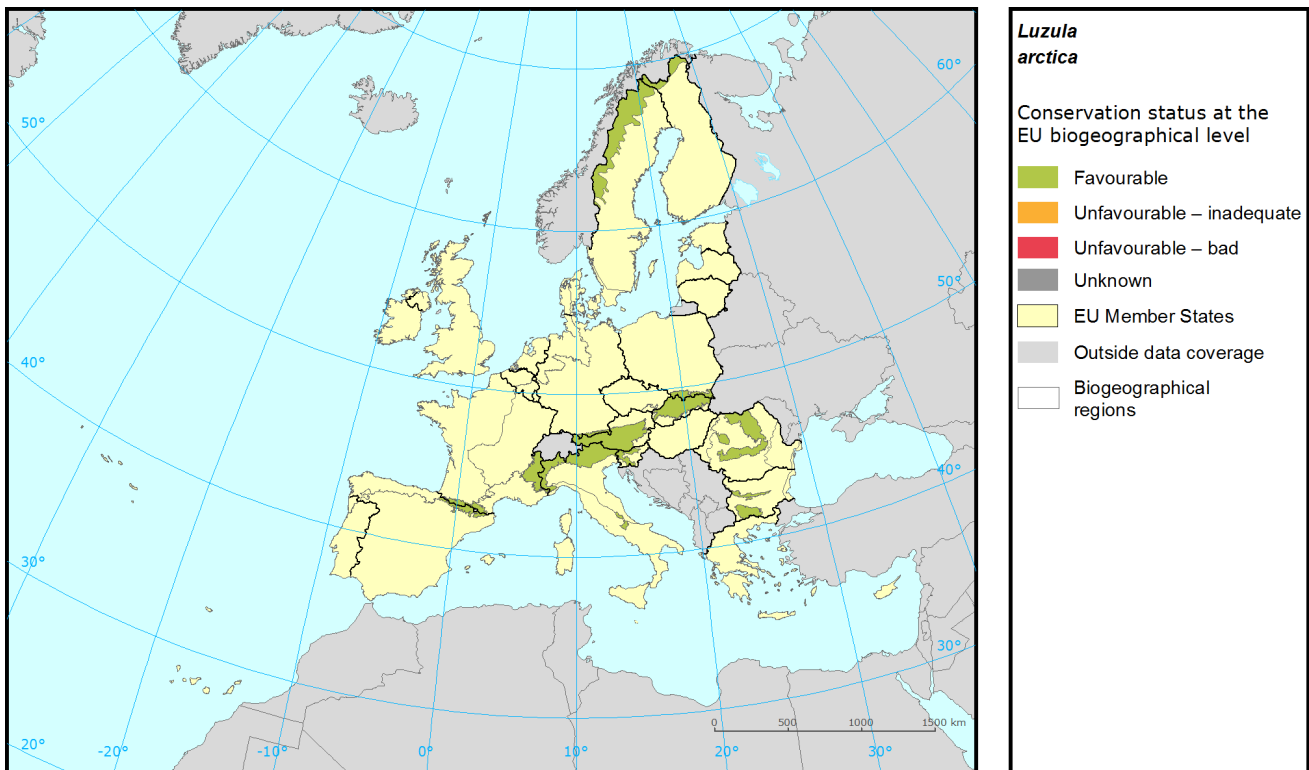 Luzula
arctica
Conservation status at the
EU biogeographical level
Favourable
Unfavourable – inadequate
Unfavourable – bad
Unknown
EU Member States
Outside data coverage
Biogeographical
regions
60°
50°
50°
40°
40°
30°
30°
0 500 1000 1500 km
20° -20° -10° 0° 10° 20° 30°